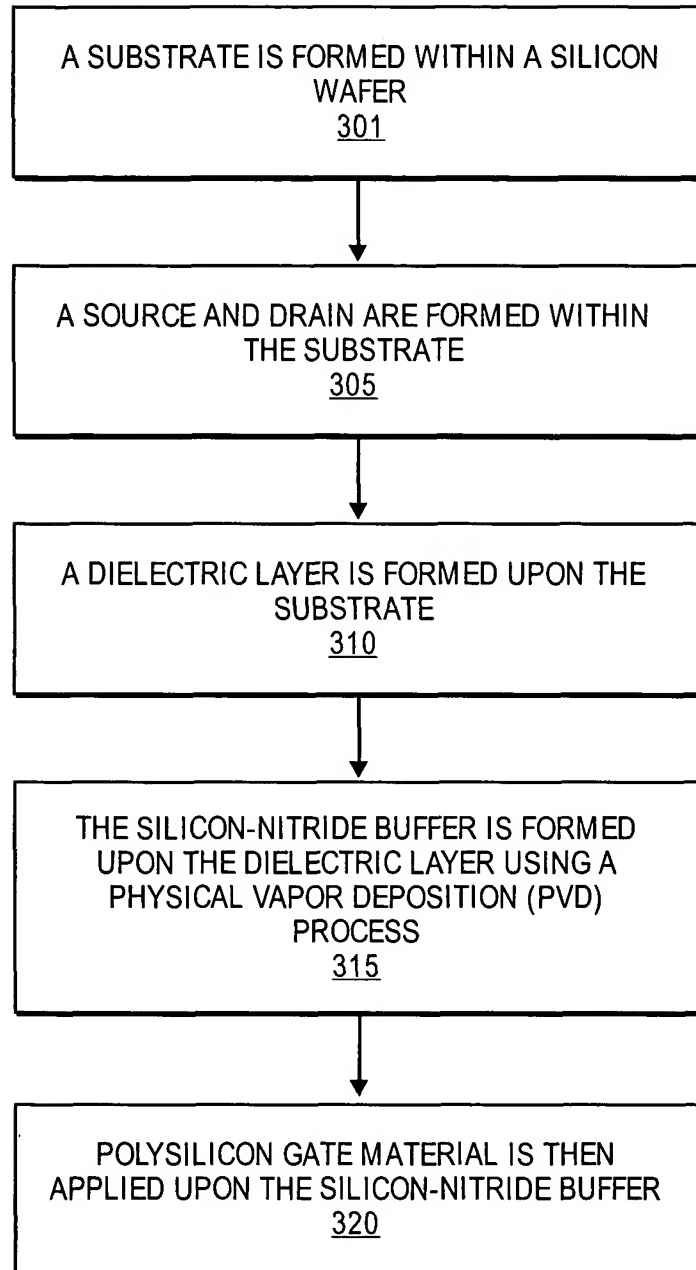 A SUBSTRATE IS FORMED WITHIN A SILICON
WAFER
301
A SOURCE AND DRAIN ARE FORMED WITHIN
THE SUBSTRATE
305
A DIELECTRIC LAYER IS FORMED UPON THE
SUBSTRATE
310
THE SILICON-NITRIDE BUFFER IS FORMED
UPON THE DIELECTRIC LAYER USING A
PHYSICAL VAPOR DEPOSITION (PVD)
PROCESS
315
POLYSILICON GATE MATERIAL IS THEN
APPLIED UPON THE SILICON-NITRIDE BUFFER
320